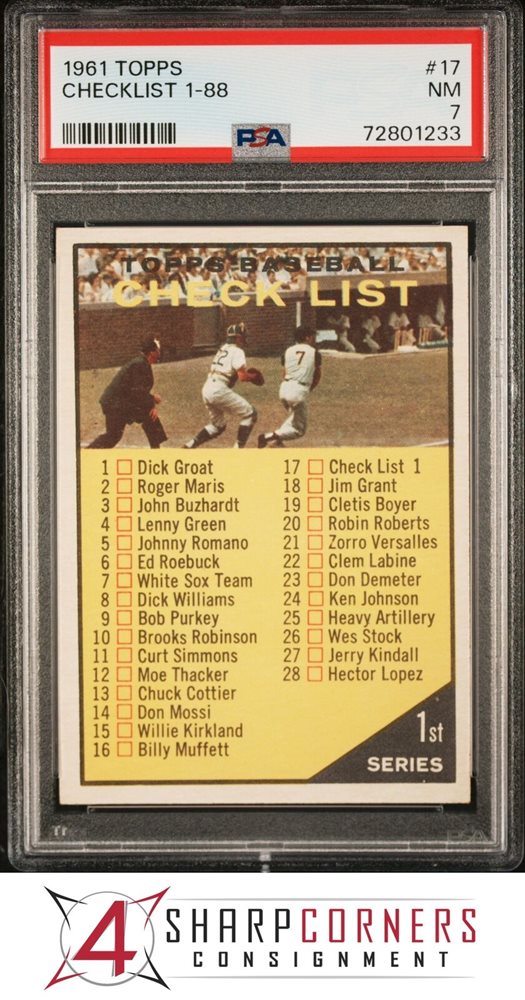 1961 TOPPS #17
CHECKLIST 1-88 NM
7
PSA 72801233
TOPPS BASEBALL
CHECK LIST
22
7
1 Dick Groat
2 Roger Maris
3 John Buzhardt
4 Lenny Green
5 Johnny Romano
6 Ed Roebuck
7 White Sox Team
8 Dick Williams
9 Bob Purkey
10 Brooks Robinson
11 Curt Simmons
12 Moe Thacker
13 Chuck Cottier
14 Don Mossi
15 Willie Kirkland
16 Billy Muffett
17 Check List 1
18 Jim Grant
19 Cletis Boyer
20 Robin Roberts
21 Zorro Versalles
22 Clem Labine
23 Don Demeter
24 Ken Johnson
25 Heavy Artillery
26 Wes Stock
27 Jerry Kindall
28 Hector Lopez
1st
SERIES
PSA
4 SHARPCORNERS
CONSIGNMENT